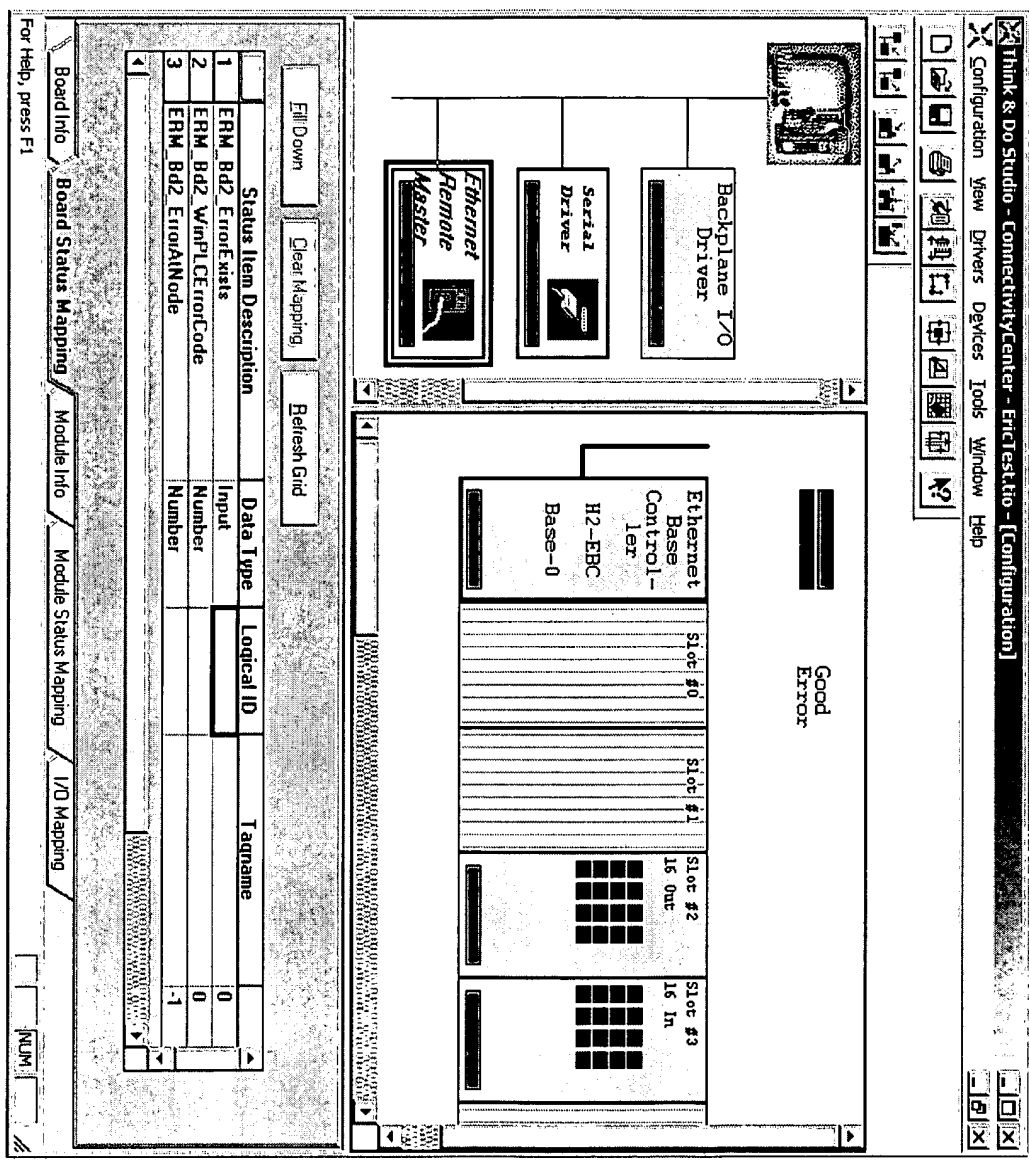 Think & Do Studio - ConnectivityCenter - EricTest.tio - [Configuration]
Configuration View Drivers Devices Tools Window Help
Backplane I/O
Driver
Serial
Driver
Ethernet
Remote
Master
Good
Error
Ethernet
Base
Control-
ler
H2-EBC
Base-0
Slot #0
Slot #1
Slot #2
16 Out
Slot #3
16 In
Fill Down
Clear Mapping
Refresh Grid
Status Item Description Data Type Logical ID Tagname
1 ERM_Bd2_ErrorExists Input 0
2 ERM_Bd2_WinPLCErrorCode Number 0
3 ERM_Bd2_ErrorAtNode Number -1
Board Info Board Status Mapping Module Info Module Status Mapping I/O Mapping
For Help, press F1 NUM